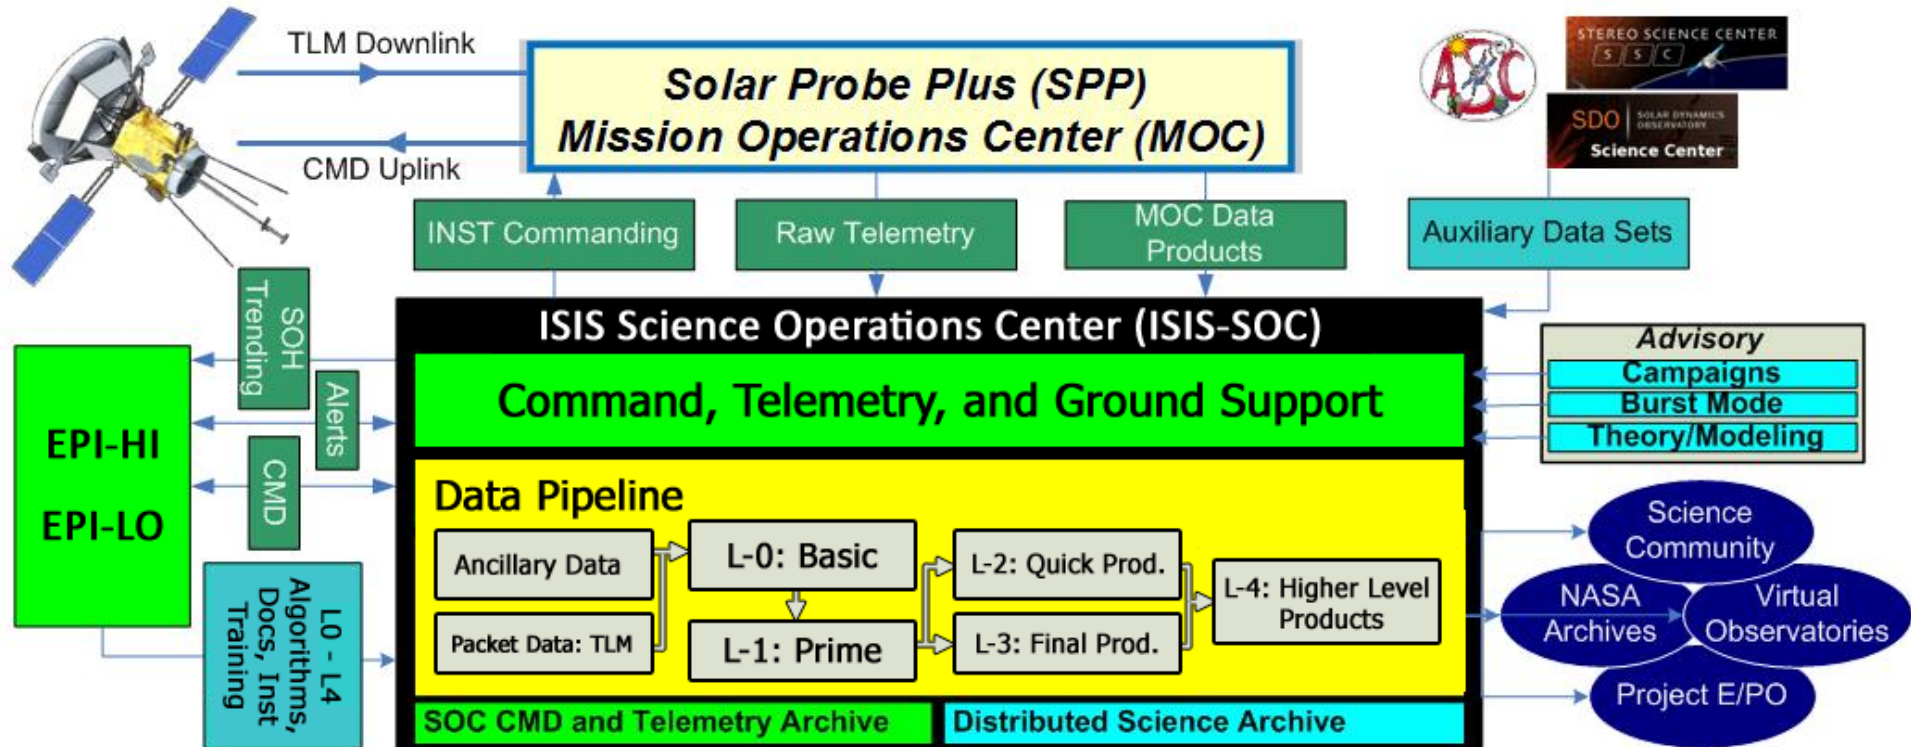 TLM Downlink
CMD Uplink
Solar Probe Plus (SPP)
Mission Operations Center (MOC)
ASC
STEREO SCIENCE CENTER
S S C
SDO
SOLAR DYNAMICS
OBSERVATORY
Science Center
INST Commanding
Raw Telemetry
MOC Data
Products
Auxiliary Data Sets
SOH
Trending
Alerts
CMD
EPI-HI
EPI-LO
L0 - L4
Algorithms,
Docs, Inst
Training
ISIS Science Operations Center (ISIS-SOC)
Command, Telemetry, and Ground Support
Data Pipeline
Ancillary Data
Packet Data: TLM
L-0: Basic
L-1: Prime
L-2: Quick Prod.
L-3: Final Prod.
L-4: Higher Level
Products
SOC CMD and Telemetry Archive
Distributed Science Archive
Advisory
Campaigns
Burst Mode
Theory/Modeling
Science
Community
NASA
Archives
Virtual
Observatories
Project E/PO